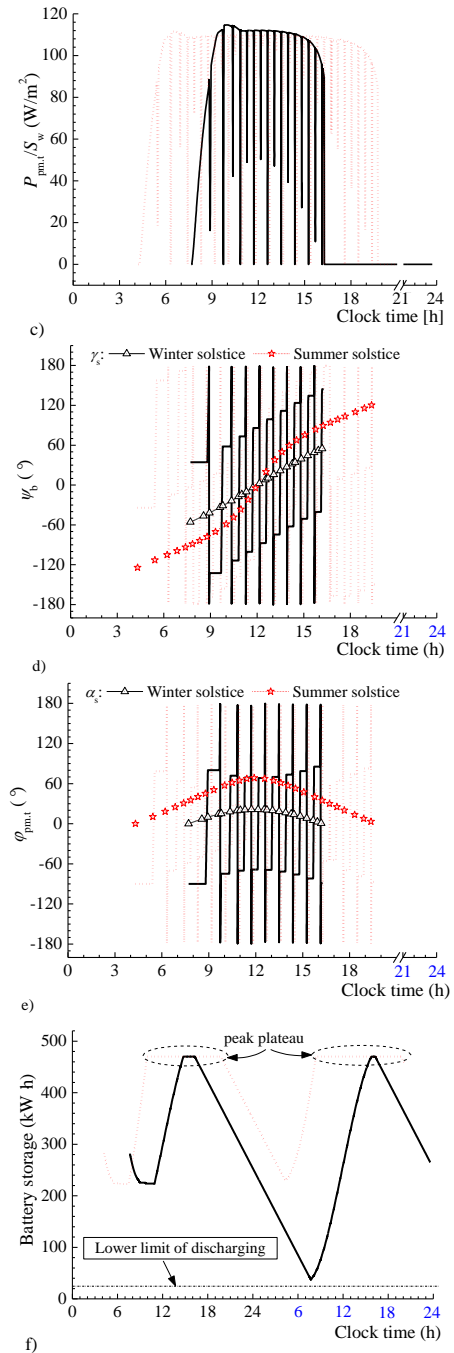 120
100
80
60
40
20
0
P_pm,t/S_w (W/m²)
0 3 6 9 12 15 18 21 24
Clock time [h]
c)
γ_s: Winter solstice Summer solstice
180
120
60
0
-60
-120
-180
ψ_b (°)
0 3 6 9 12 15 18 21 24
Clock time (h)
d)
α_s: Winter solstice Summer solstice
180
120
60
0
-60
-120
-180
φ_pm,t (°)
0 3 6 9 12 15 18 21 24
Clock time (h)
e)
500
400
300
200
100
0
Battery storage (kW h)
peak plateau
Lower limit of discharging
0 6 12 18 24 6 12 18 24
Clock time (h)
f)